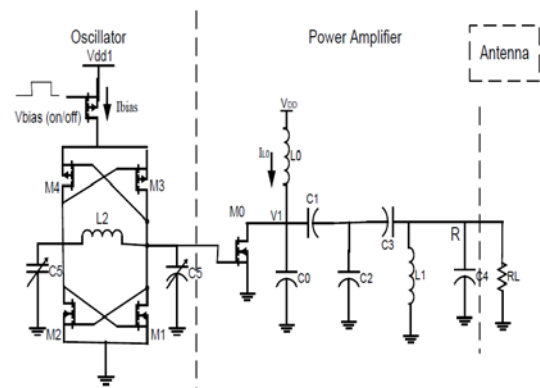 Oscillator
Power Amplifier
Antenna
Vdd1
Ibias
Vbias (on/off)
VDD
IL0
L0
M4
M3
L2
M0
V1
C1
C3
R
C5
C5
C0
C2
L1
C4
RL
M2
M1